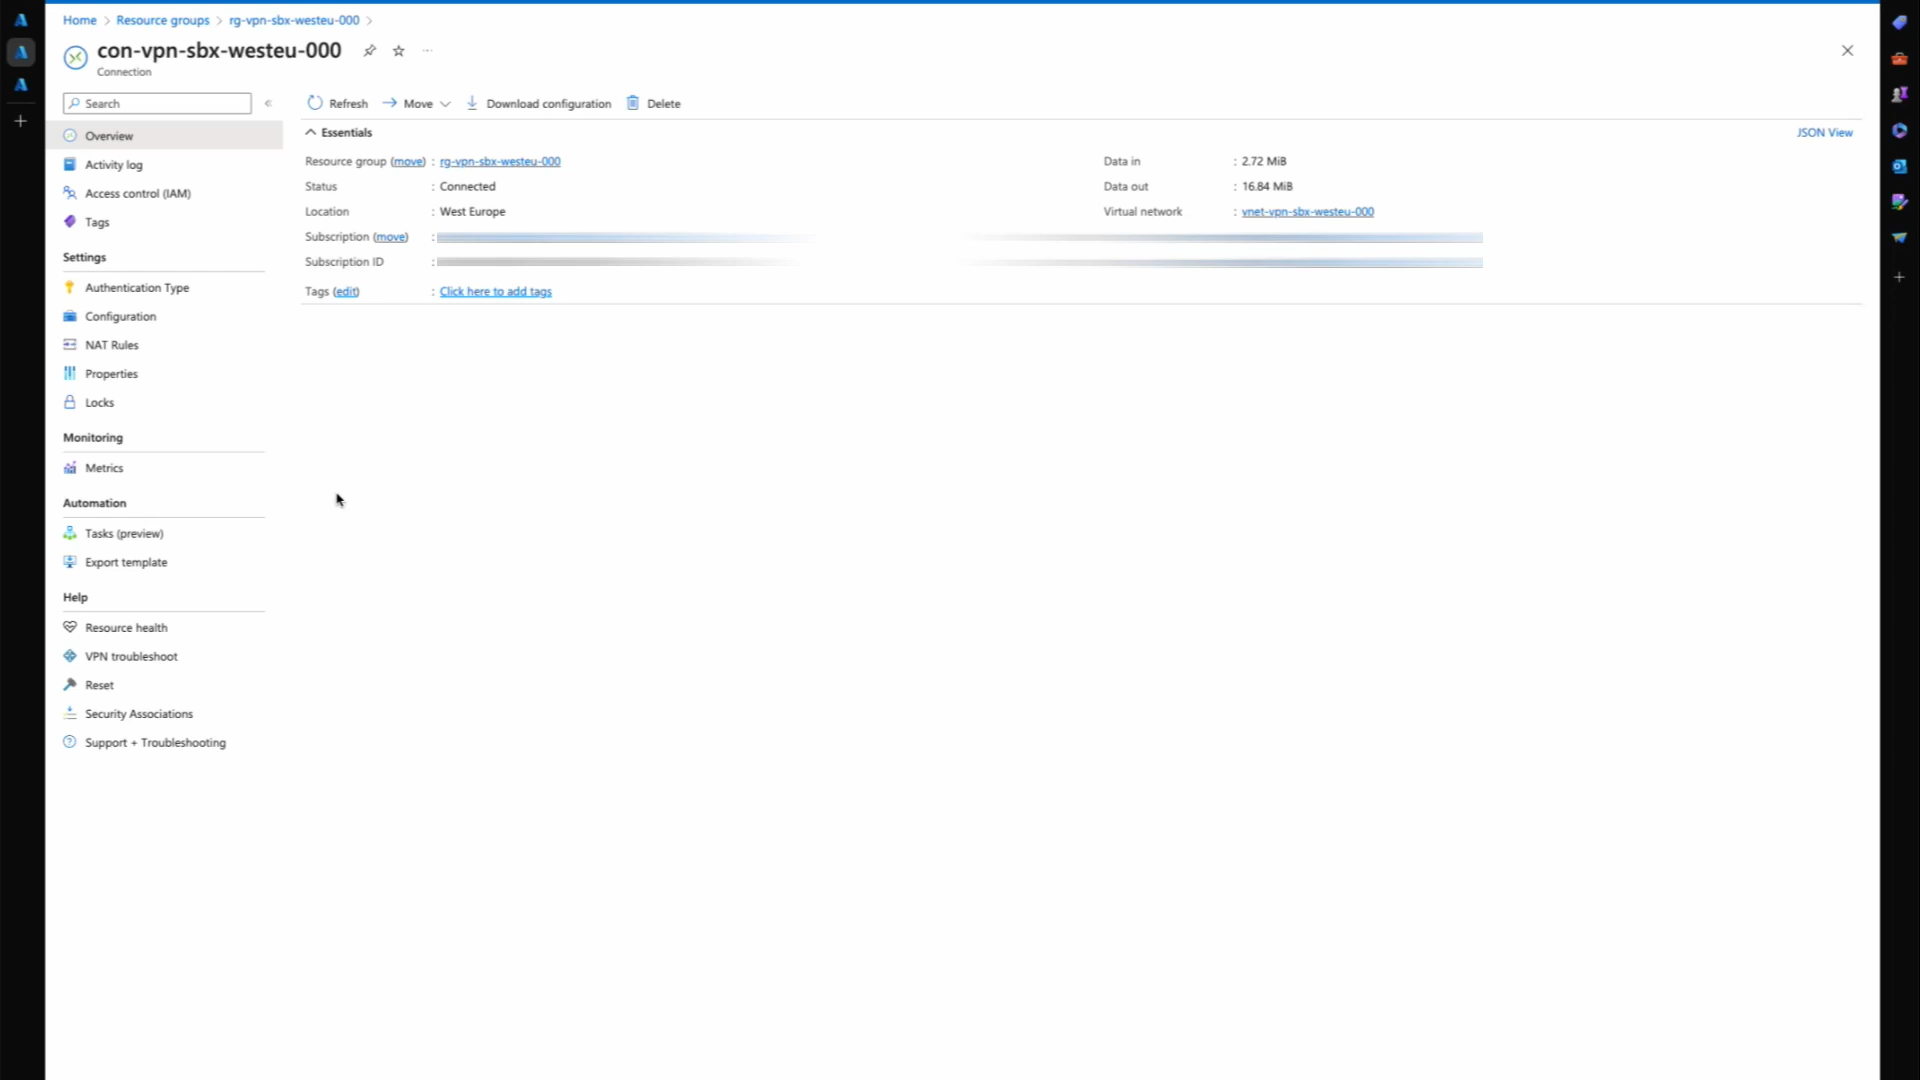 Home > Resource groups > rg-vpn-sbx-westeu-000 >
con-vpn-sbx-westeu-000
Connection
Search
Refresh
Move
Download configuration
Delete
Overview
Activity log
Access control (IAM)
Tags
Settings
Authentication Type
Configuration
NAT Rules
Properties
Locks
Monitoring
Metrics
Automation
Tasks (preview)
Export template
Help
Resource health
VPN troubleshoot
Reset
Security Associations
Support + Troubleshooting
Essentials
JSON View
Resource group (move) : rg-vpn-sbx-westeu-000
Status : Connected
Location : West Europe
Subscription (move) :
Subscription ID :
Tags (edit) : Click here to add tags
Data in : 2.72 MiB
Data out : 16.84 MiB
Virtual network : vnet-vpn-sbx-westeu-000